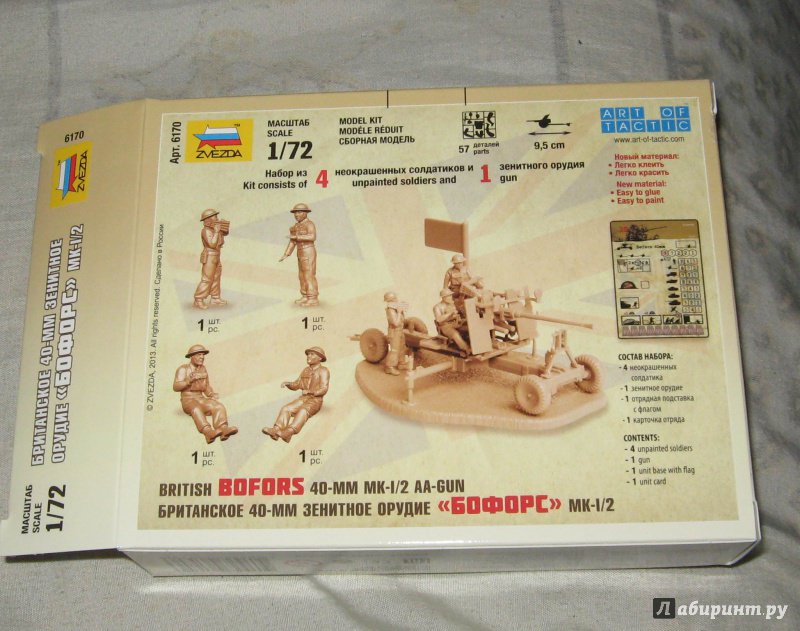 6170
ZVEZDA
БРИТАНСКОЕ 40-ММ ЗЕНИТНОЕ
ОРУДИЕ «БОФОРС» МК-I/2
МАСШТАБ
SCALE
1/72
Арт. 6170
ZVEZDA
МАСШТАБ
SCALE
1/72
MODEL KIT
MODÈLE RÉDUIT
СБОРНАЯ МОДЕЛЬ
57 деталей
parts
9,5 cm
ART OF
TACTIC
www.art-of-tactic.com
Набор из 4 неокрашенных солдатиков и 1 зенитного орудия
Kit consists of unpainted soldiers and gun
Новый материал:
• Легко клеить
• Легко красить
New material:
• Easy to glue
• Easy to paint
© ZVEZDA, 2013. All rights reserved. Сделано в России
1 шт.
pc.
1 шт.
pc.
1 шт.
pc.
1 шт.
pc.
СОСТАВ НАБОРА:
- 4 неокрашенных
солдатика
- 1 зенитное орудие
- 1 отрядная подставка
с флагом
- 1 карточка отряда
CONTENTS:
- 4 unpainted soldiers
- 1 gun
- 1 unit base with flag
- 1 unit card
BRITISH BOFORS 40-MM MK-I/2 AA-GUN
БРИТАНСКОЕ 40-ММ ЗЕНИТНОЕ ОРУДИЕ «БОФОРС» МК-I/2
Лабиринт.ру